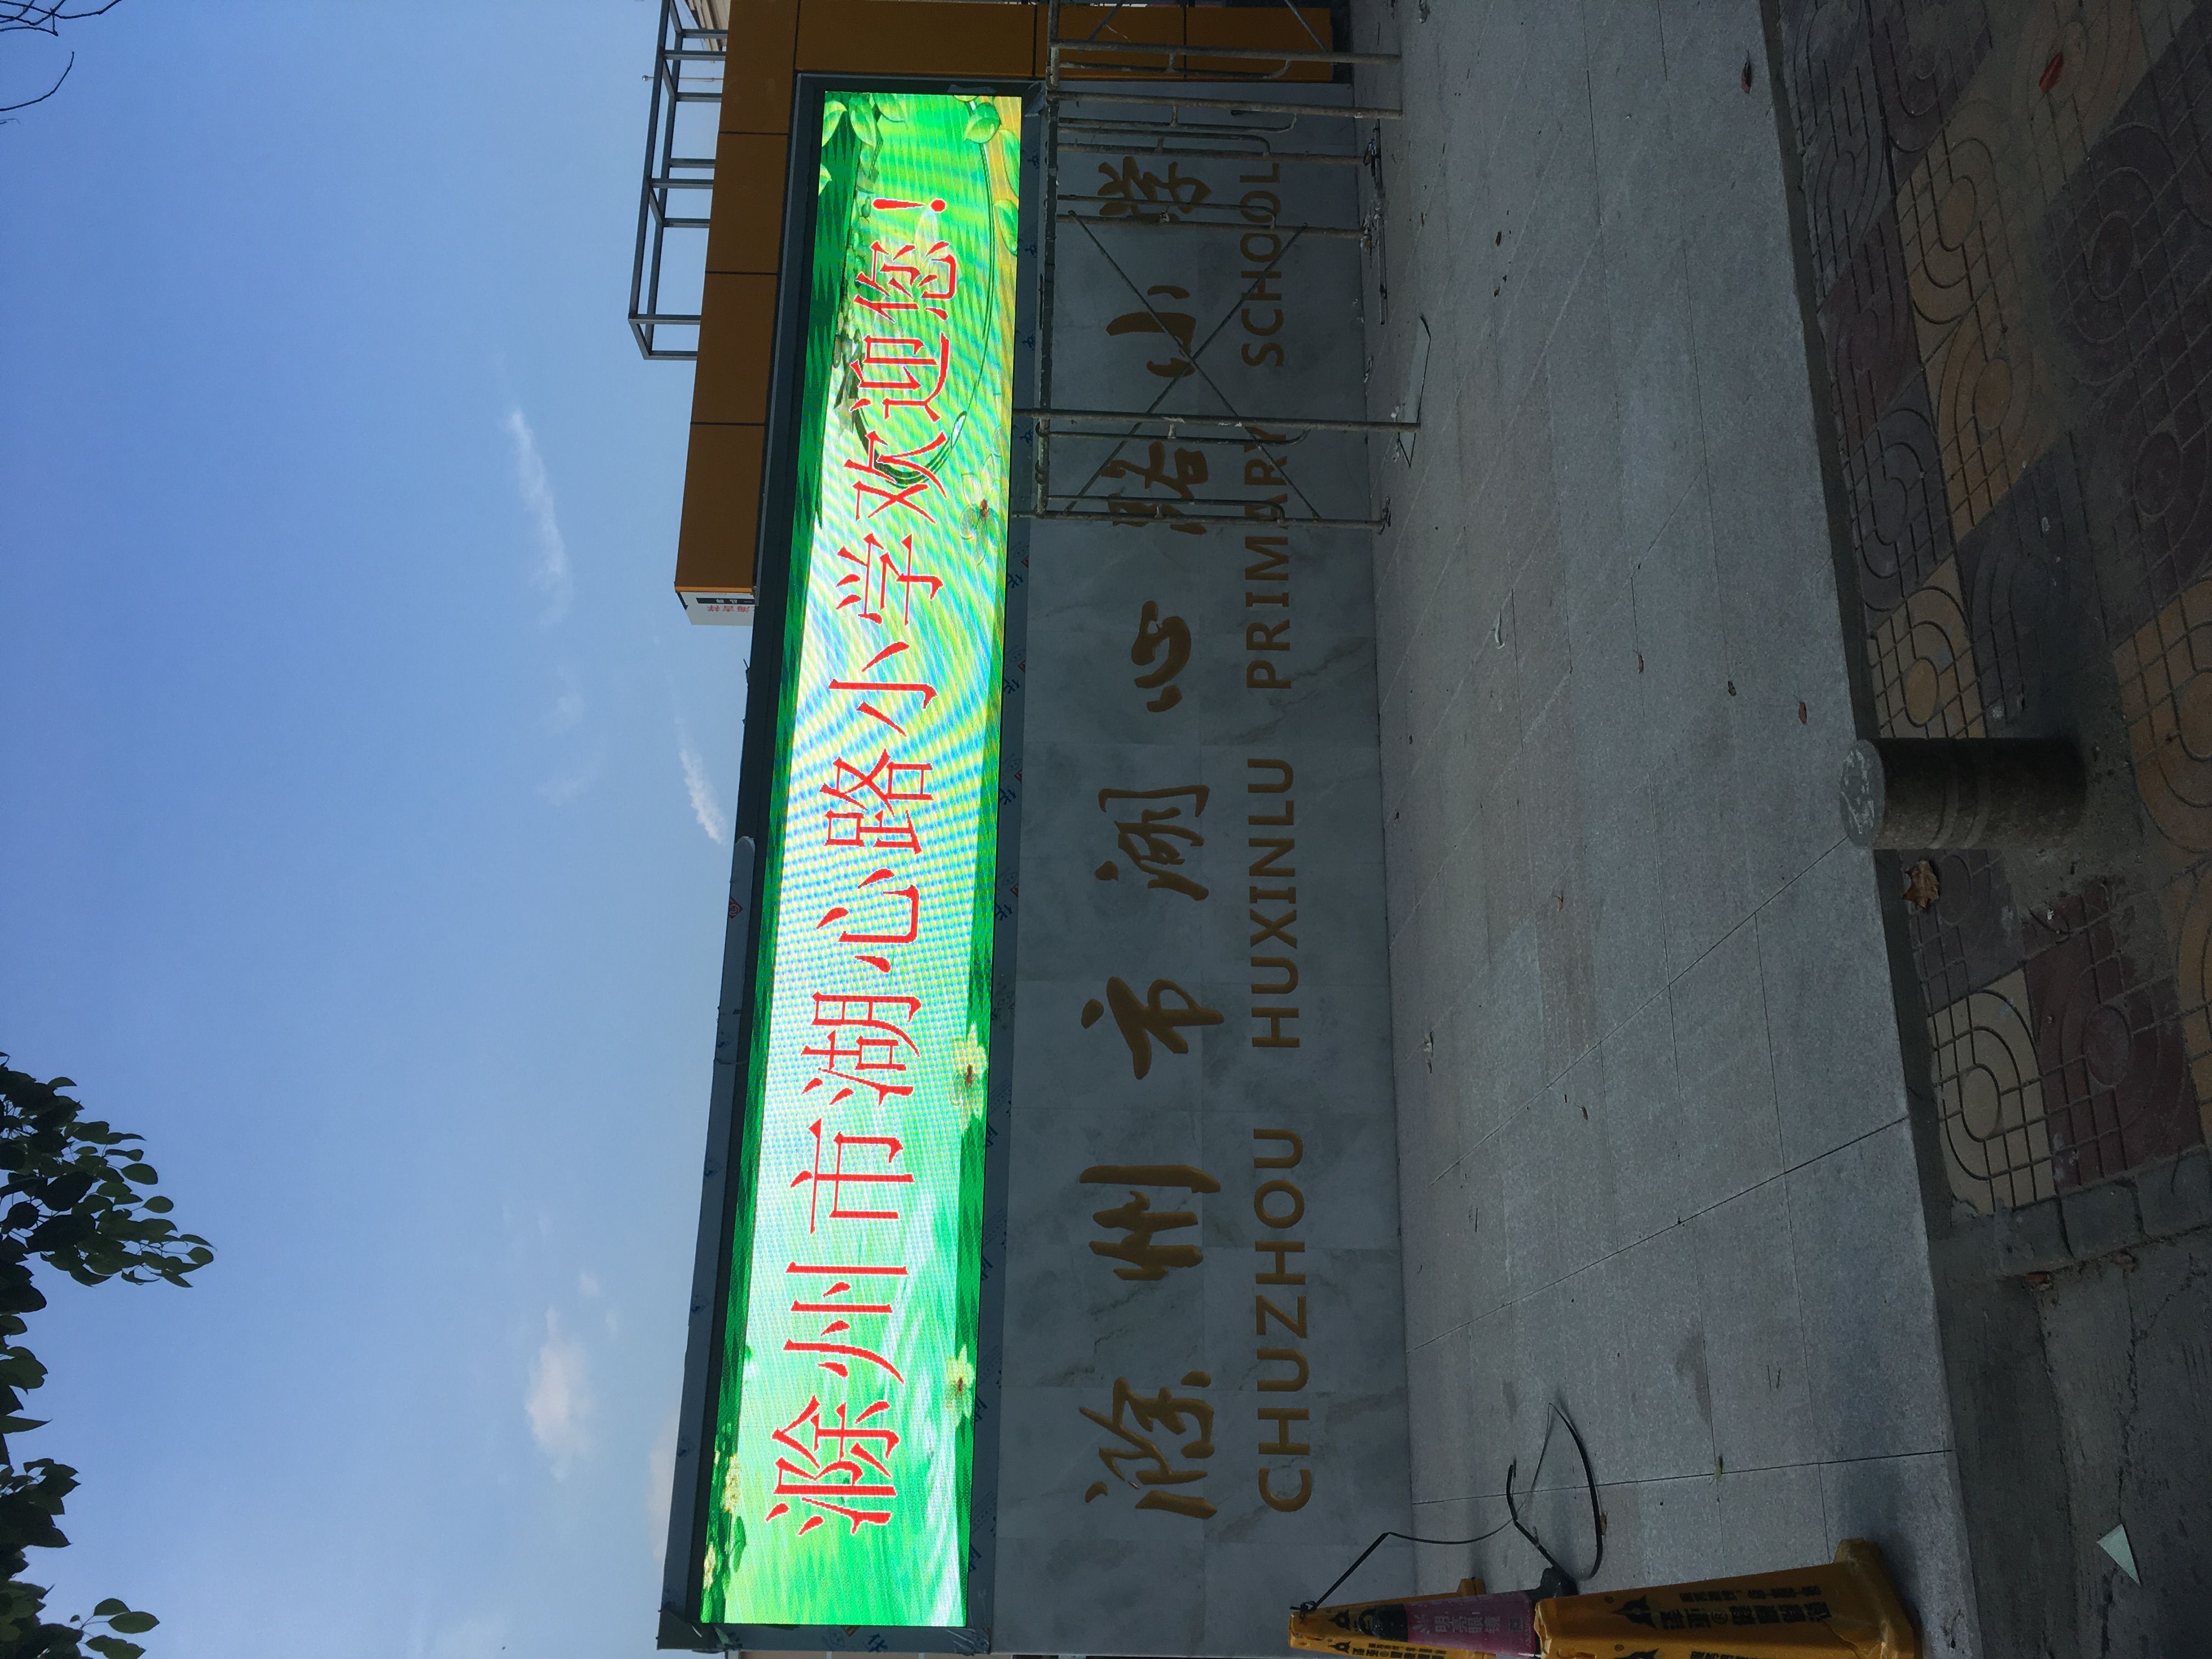 滁州市湖心路小学欢迎您！
滁州市湖心路小学
CHUZHOU HUXINLU PRIMARY SCHOOL